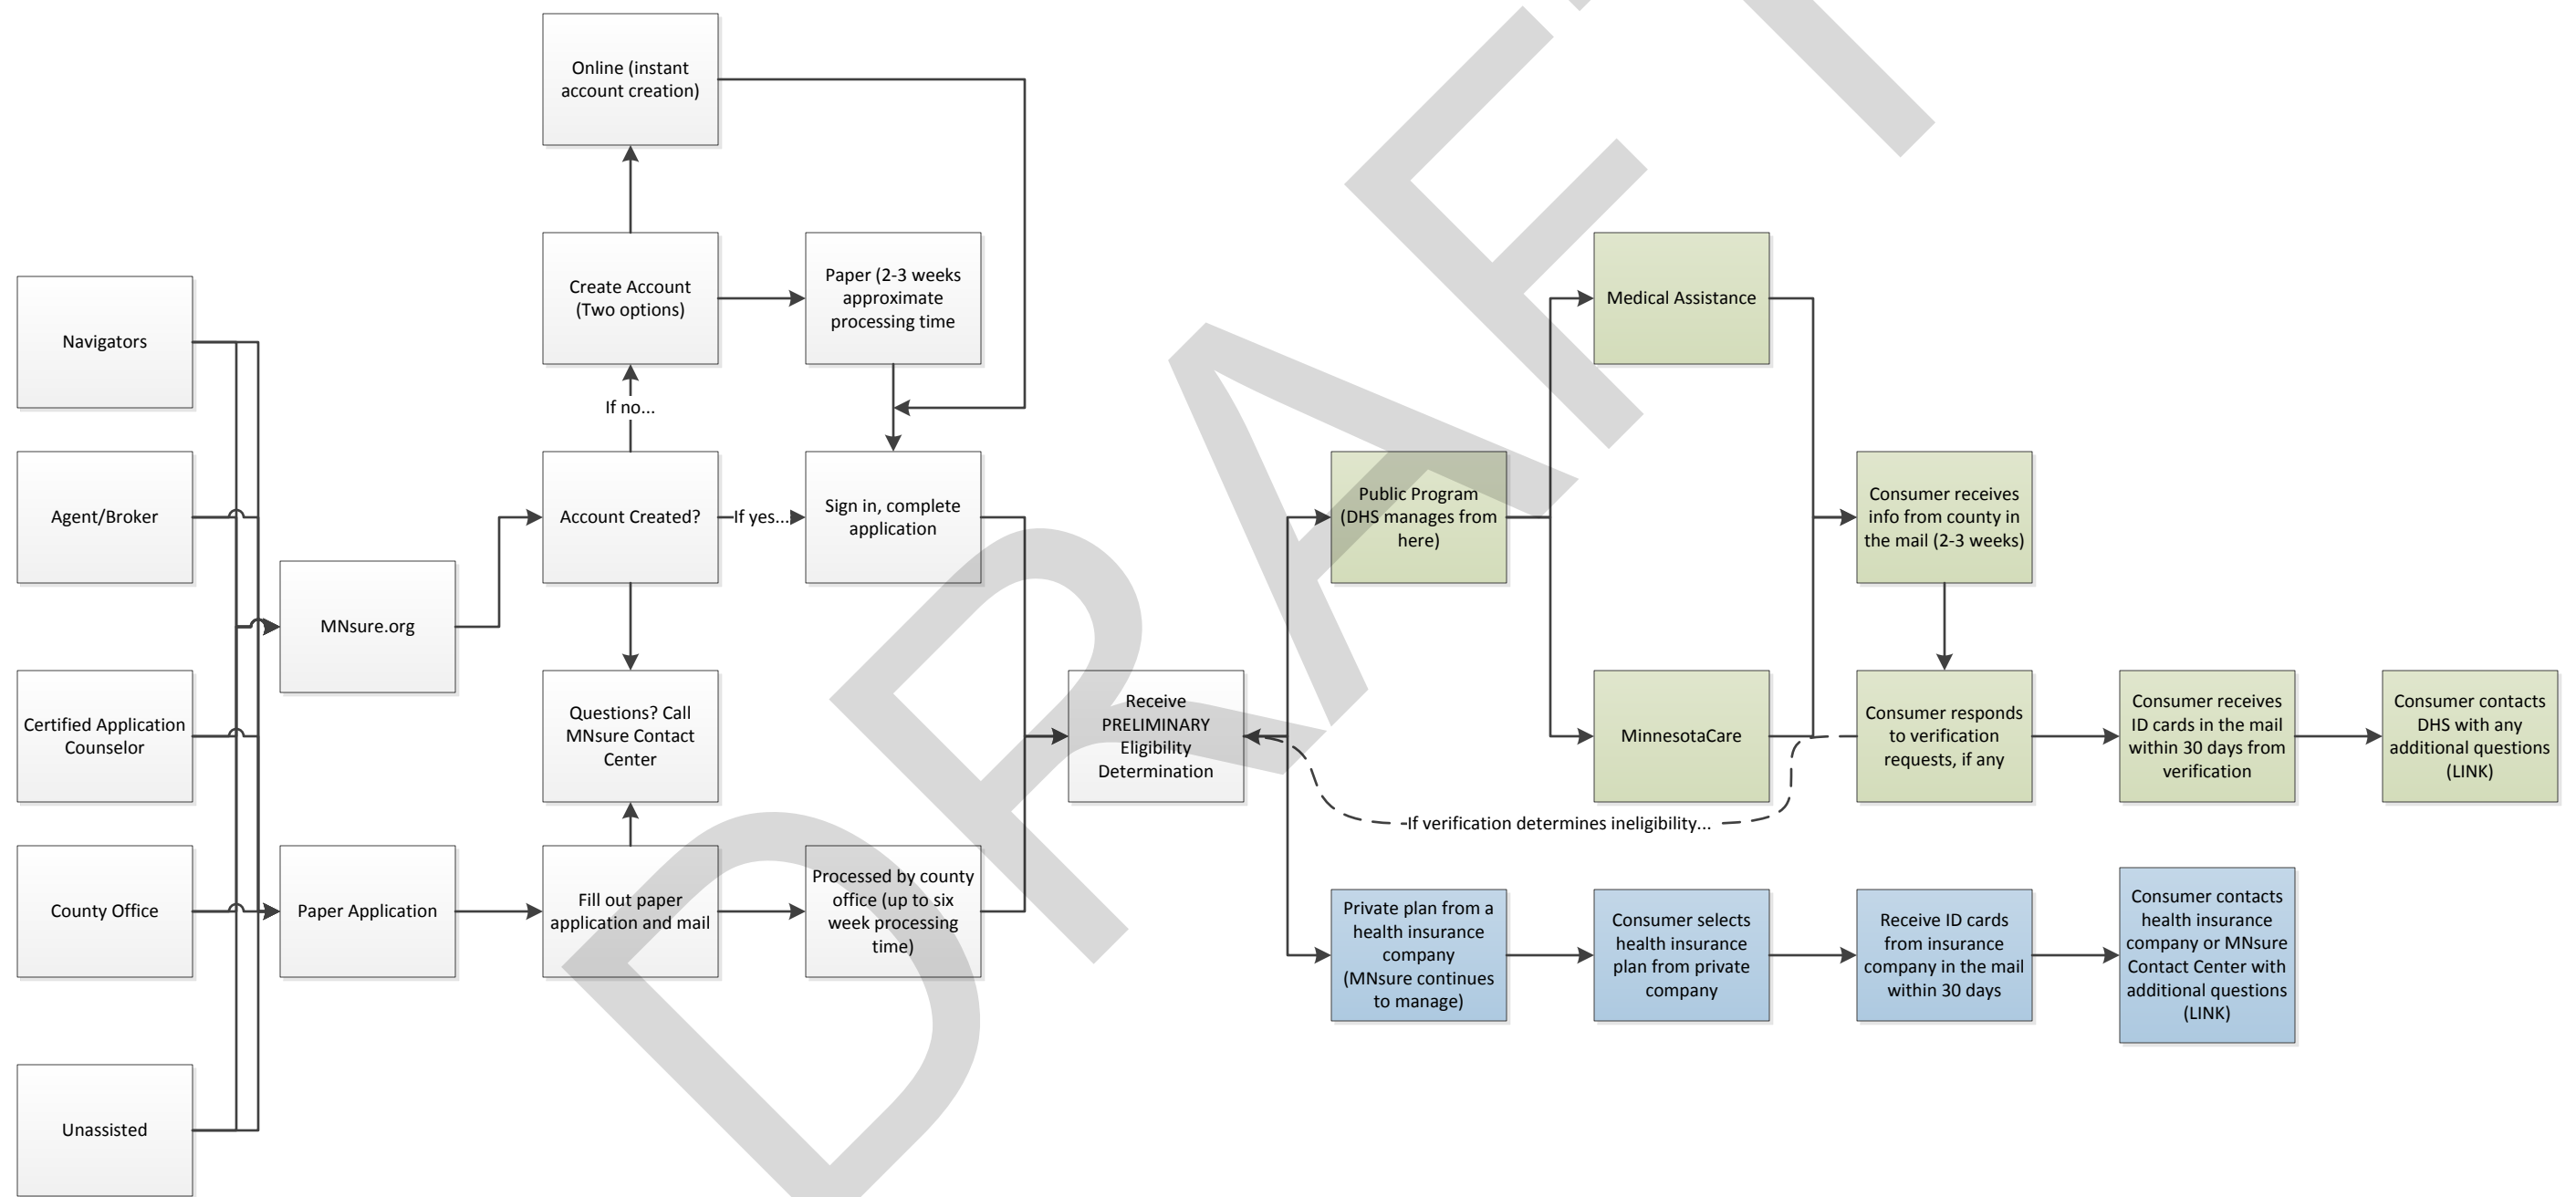 Online (instant
account creation)
Create Account
(Two options)
Paper (2-3 weeks
approximate
processing time
Medical Assistance
Navigators
If no...
Agent/Broker
Account Created?
If yes...
Sign in, complete
application
Public Program
(DHS manages from
here)
Consumer receives
info from county in
the mail (2-3 weeks)
MNsure.org
Certified Application
Counselor
Questions? Call
MNsure Contact
Center
Receive
PRELIMINARY
Eligibility
Determination
MinnesotaCare
Consumer responds
to verification
requests, if any
Consumer receives
ID cards in the mail
within 30 days from
verification
Consumer contacts
DHS with any
additional questions
(LINK)
If verification determines ineligibility...
County Office
Paper Application
Fill out paper
application and mail
Processed by county
office (up to six
week processing
time)
Private plan from a
health insurance
company
(MNsure continues
to manage)
Consumer selects
health insurance
plan from private
company
Receive ID cards
from insurance
company in the mail
within 30 days
Consumer contacts
health insurance
company or MNsure
Contact Center with
additional questions
(LINK)
Unassisted
DRAFT